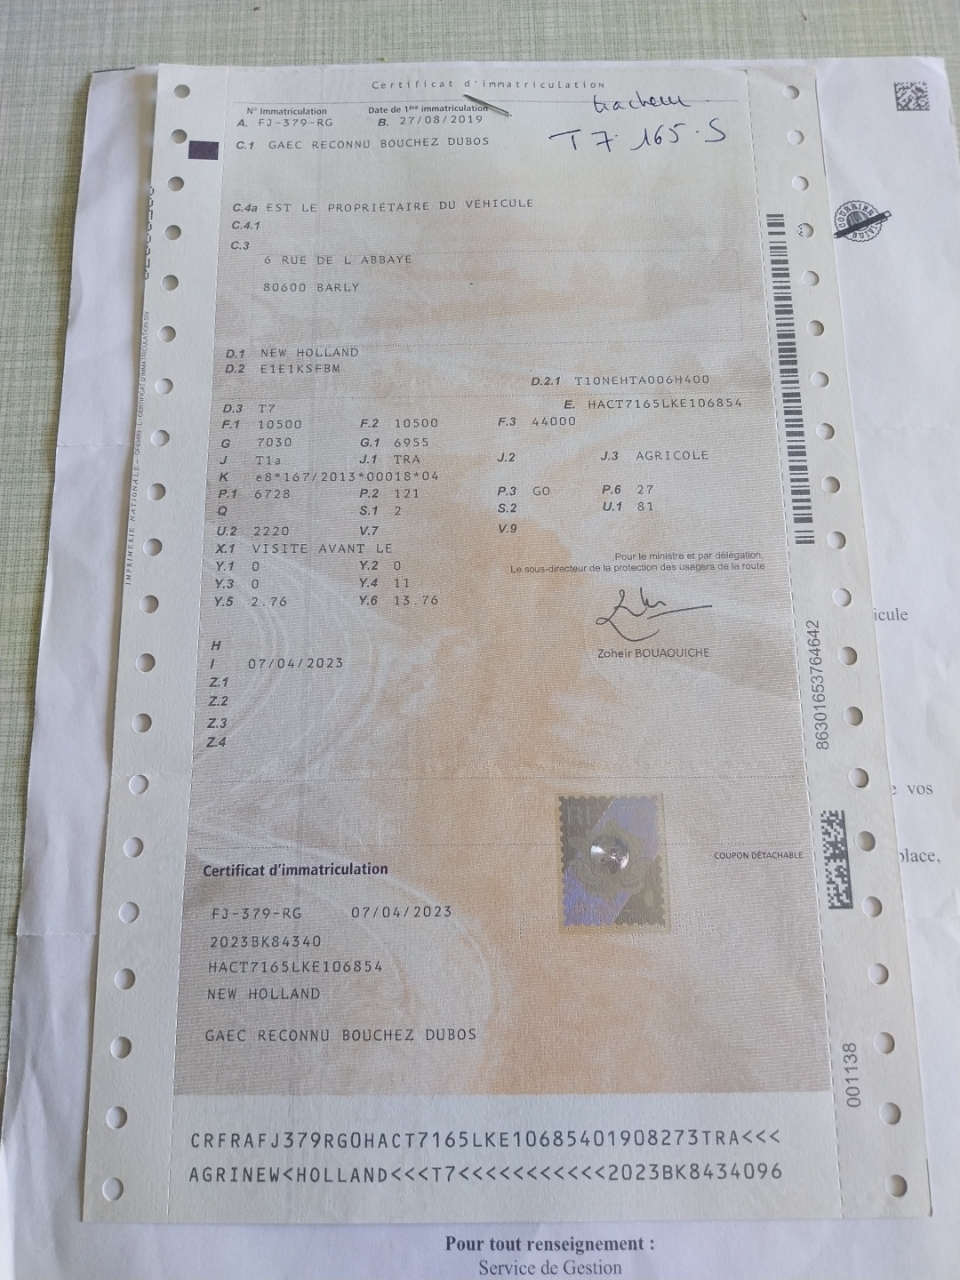 Certificat d'immatriculation
N° Immatriculation Date de 1ère immatriculation
A. FJ-379-RG B. 27/08/2019
T7.165.S
C.1 GAEC RECONNU BOUCHEZ DUBOS
C.4a EST LE PROPRIÉTAIRE DU VÉHICULE
C.4.1
C.3
6 RUE DE L ABBAYE
80600 BARLY
D.1 NEW HOLLAND
D.2 E1E1KSFBM
D.2.1 T10NEHTA006H400
D.3 T7 E. HACT7165LKE106854
F.1 10500 F.2 10500 F.3 44000
G 7030 G.1 6955
J T1a J.1 TRA J.2 J.3 AGRICOLE
K e8*167/2013*00018*04
P.1 6728 P.2 121 P.3 GO P.6 27
Q S.1 2 S.2 U.1 81
U.2 2220 V.7 V.9
X.1 VISITE AVANT LE
Y.1 0 Y.2 0
Y.3 0 Y.4 11
Y.5 2.76 Y.6 13.76
Pour le ministre et par délégation,
Le sous-directeur de la protection des usagers de la route
Zoheir BOUAOUICHE
H
I 07/04/2023
Z.1
Z.2
Z.3
Z.4
COUPON DÉTACHABLE
Certificat d'immatriculation
FJ-379-RG 07/04/2023
2023BK84340
HACT7165LKE106854
NEW HOLLAND
GAEC RECONNU BOUCHEZ DUBOS
CRFRAFJ379RG0HACT7165LKE10685401908273TRA<<<
AGRINEW<HOLLAND<<<T7<<<<<<<<<<<2023BK8434096
86301653764642
001138
icule
vos
place,
Pour tout renseignement :
Service de Gestion